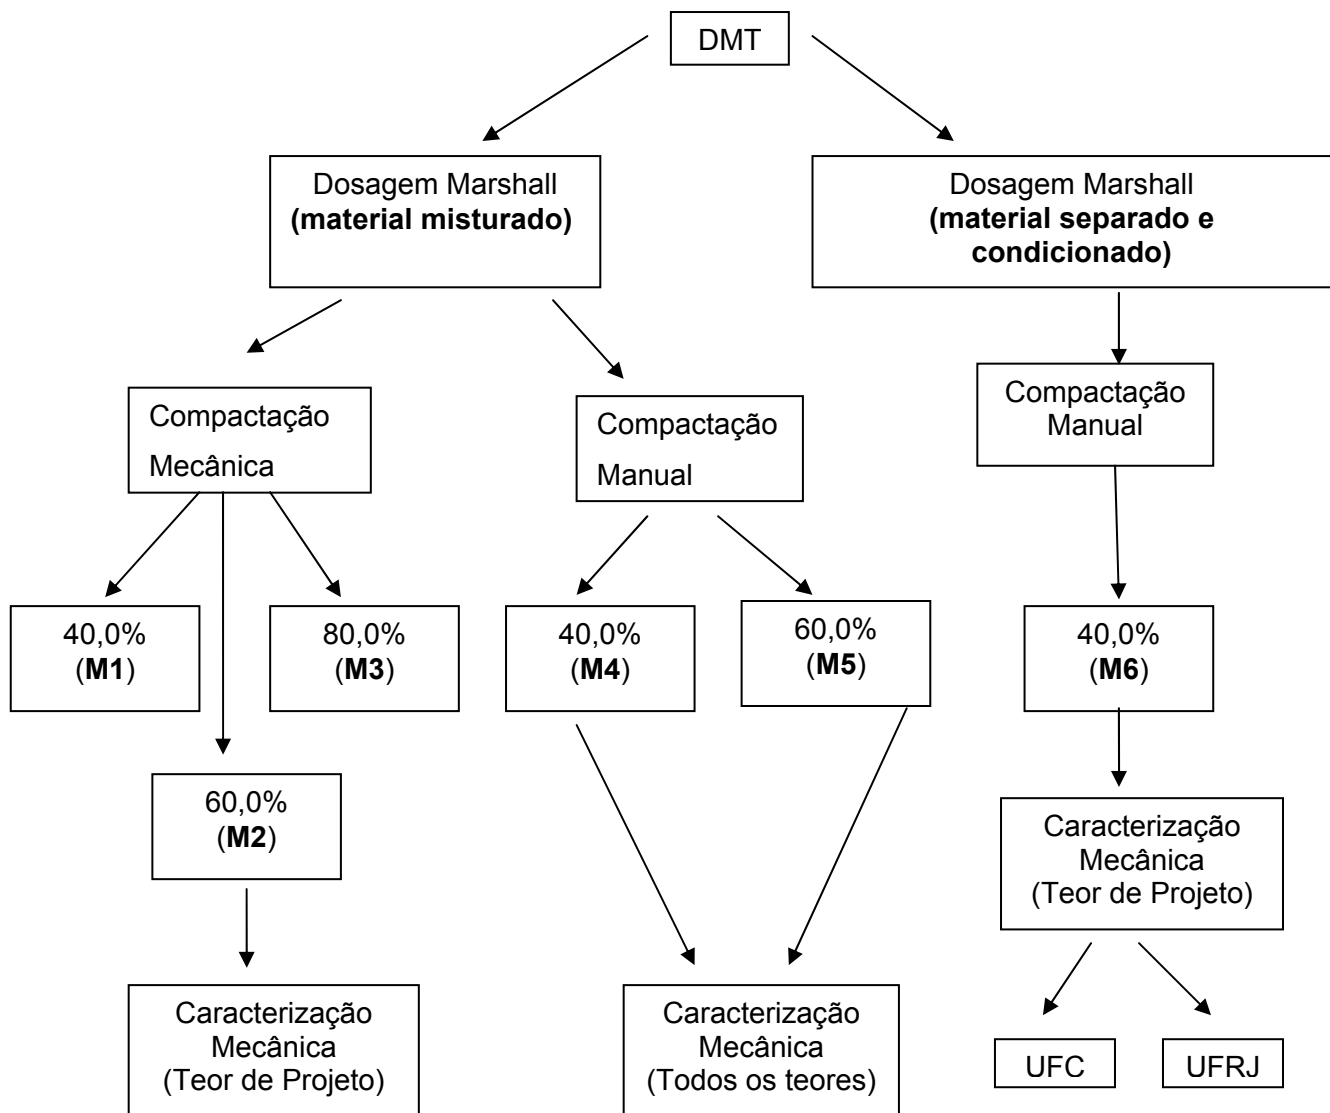 DMT
Dosagem Marshall
(material misturado)
Dosagem Marshall
(material separado e
condicionado)
Compactação
Mecânica
Compactação
Manual
Compactação
Manual
40,0%
(M1)
80,0%
(M3)
40,0%
(M4)
60,0%
(M5)
40,0%
(M6)
60,0%
(M2)
Caracterização
Mecânica
(Teor de Projeto)
Caracterização
Mecânica
(Teor de Projeto)
Caracterização
Mecânica
(Todos os teores)
UFC
UFRJ